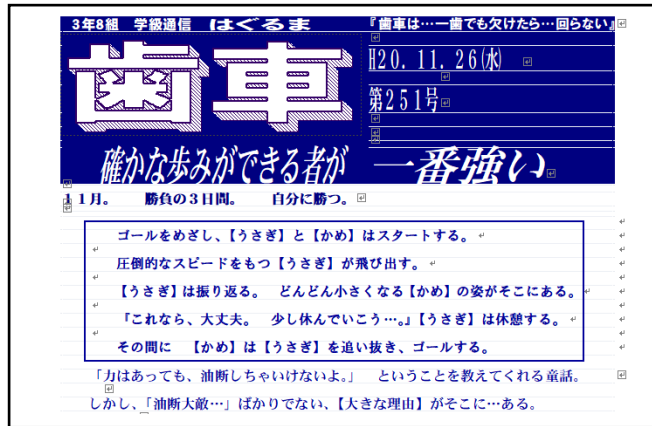 3年8組 学級通信 はぐるま
『歯車は…一歯でも欠けたら…回らない』
歯車
H20. 11. 26(水)
第251号
確かな歩みができる者が 一番強い
11月。 勝負の3日間。 自分に勝つ。
ゴールをめざし、【うさぎ】と【かめ】はスタートする。
圧倒的なスピードをもつ【うさぎ】が飛び出す。
【うさぎ】は振り返る。 どんどん小さくなる【かめ】の姿がそこにある。
『これなら、大丈夫。 少し休んでいこう…。』【うさぎ】は休憩する。
その間に 【かめ】は【うさぎ】を追い抜き、ゴールする。
「力はあっても、油断しちゃいけないよ。」 ということを教えてくれる童話。
しかし、「油断大敵…」ばかりでない、【大きな理由】がそこに…ある。